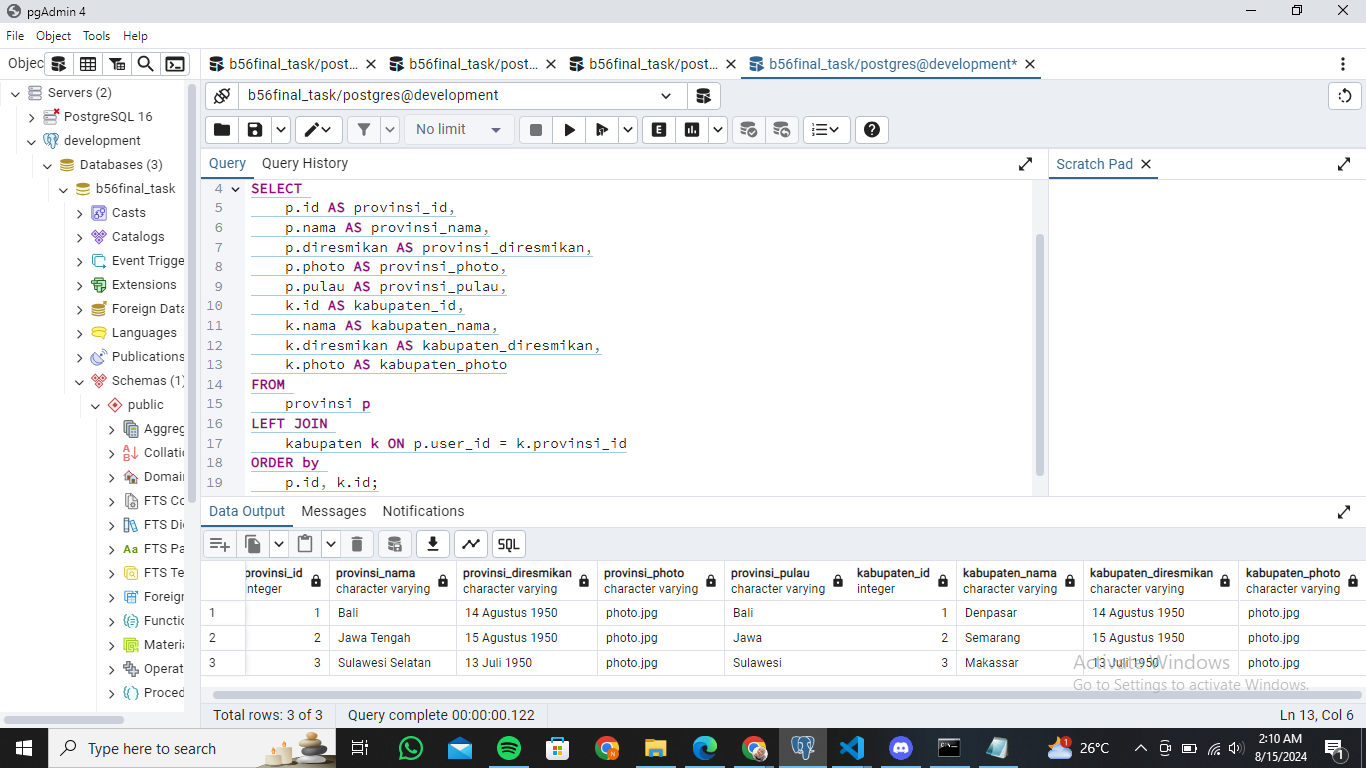 pgAdmin 4
File Object Tools Help
Objec
b56final_task/post... b56final_task/post... b56final_task/post... b56final_task/postgres@development*
b56final_task/postgres@development
No limit
E
Servers (2)
PostgreSQL 16
development
Databases (3)
b56final_task
Casts
Catalogs
Event Trigge
Extensions
Foreign Data
Languages
Publications
Schemas (1)
public
Aggreg
Collati
Domai
FTS Co
FTS Di
Aa FTS Pa
FTS Te
Foreign
Functio
Materia
Operat
Proced
Query Query History
Scratch Pad
4 SELECT
5 p.id AS provinsi_id,
6 p.nama AS provinsi_nama,
7 p.diresmikan AS provinsi_diresmikan,
8 p.photo AS provinsi_photo,
9 p.pulau AS provinsi_pulau,
10 k.id AS kabupaten_id,
11 k.nama AS kabupaten_nama,
12 k.diresmikan AS kabupaten_diresmikan,
13 k.photo AS kabupaten_photo
14 FROM
15 provinsi p
16 LEFT JOIN
17 kabupaten k ON p.user_id = k.provinsi_id
18 ORDER by
19 p.id, k.id;
Data Output Messages Notifications
SQL
provinsi_id provinsi_nama provinsi_diresmikan provinsi_photo provinsi_pulau kabupaten_id kabupaten_nama kabupaten_diresmikan kabupaten_photo
integer character varying character varying character varying character varying integer character varying character varying character varying
1 1 Bali 14 Agustus 1950 photo.jpg Bali 1 Denpasar 14 Agustus 1950 photo.jpg
2 2 Jawa Tengah 15 Agustus 1950 photo.jpg Jawa 2 Semarang 15 Agustus 1950 photo.jpg
3 3 Sulawesi Selatan 13 Juli 1950 photo.jpg Sulawesi 3 Makassar 13 Juli 1950 photo.jpg
Activate Windows
Go to Settings to activate Windows.
Total rows: 3 of 3 Query complete 00:00:00.122 Ln 13, Col 6
Type here to search
1 26°C
2:10 AM
8/15/2024
1